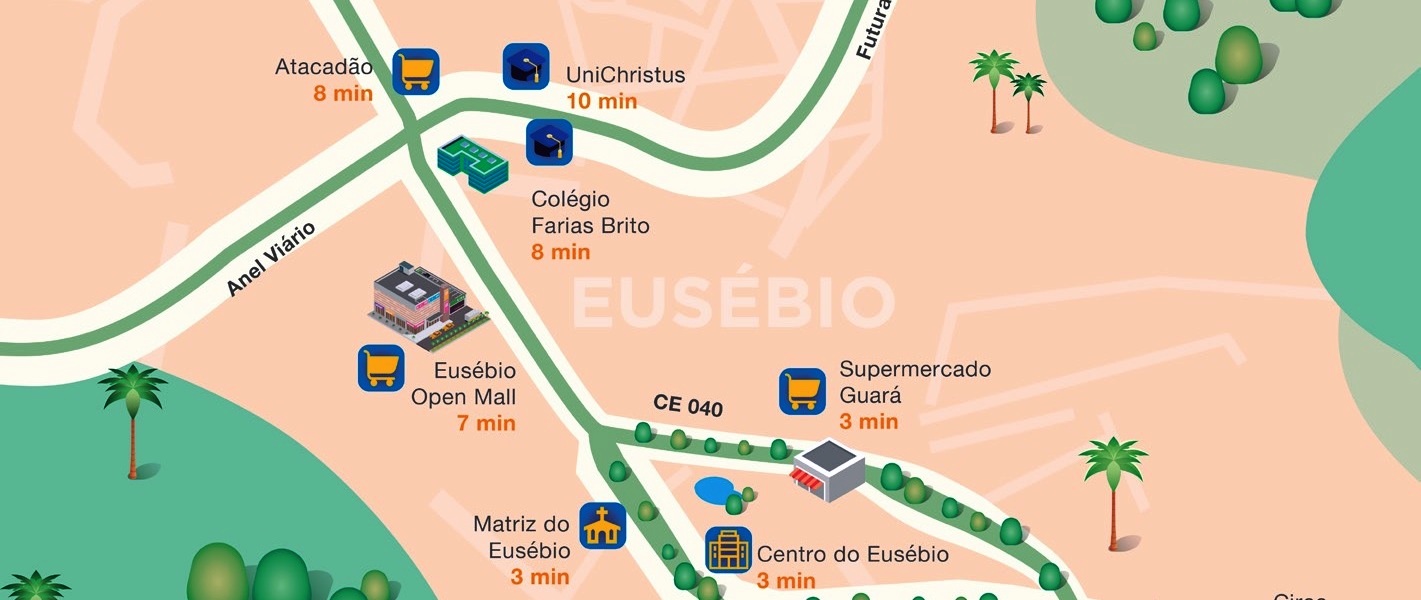 Futura
Atacadão
8 min
UniChristus
10 min
Colégio
Farias Brito
8 min
Anel Viário
EUSÉBIO
Eusébio
Open Mall
7 min
CE 040
Supermercado
Guará
3 min
Matriz do
Eusébio
3 min
Centro do Eusébio
3 min